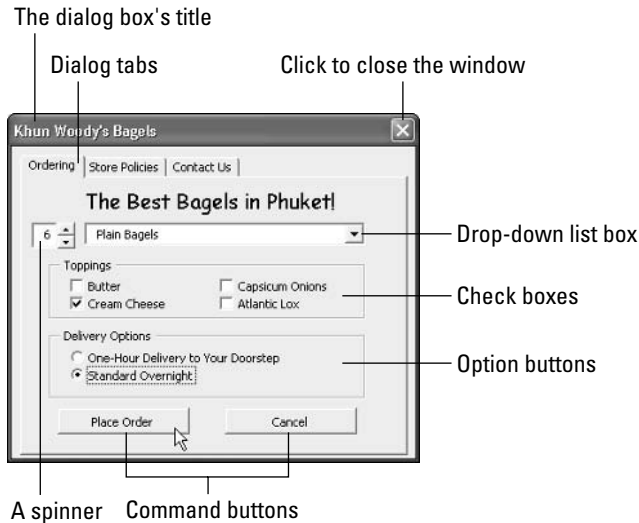 The dialog box's title
Dialog tabs
Click to close the window
Khun Woody's Bagels
Ordering
Store Policies
Contact Us
The Best Bagels in Phuket!
6
Plain Bagels
Drop-down list box
Toppings
Butter
Capsicum Onions
Cream Cheese
Atlantic Lox
Check boxes
Delivery Options
One-Hour Delivery to Your Doorstep
Standard Overnight
Option buttons
Place Order
Cancel
A spinner
Command buttons